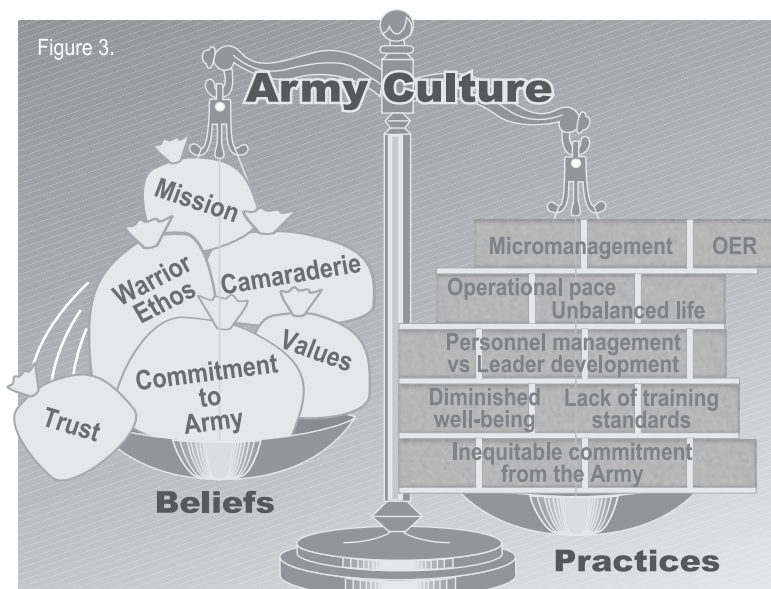 Figure 3.
Army Culture
Mission
Warrior
Ethos
Camaraderie
Values
Commitment
to
Army
Trust
Beliefs
Micromanagement OER
Operational pace
Unbalanced life
Personnel management
vs Leader development
Diminished
well-being
Lack of training
standards
Inequitable commitment
from the Army
Practices